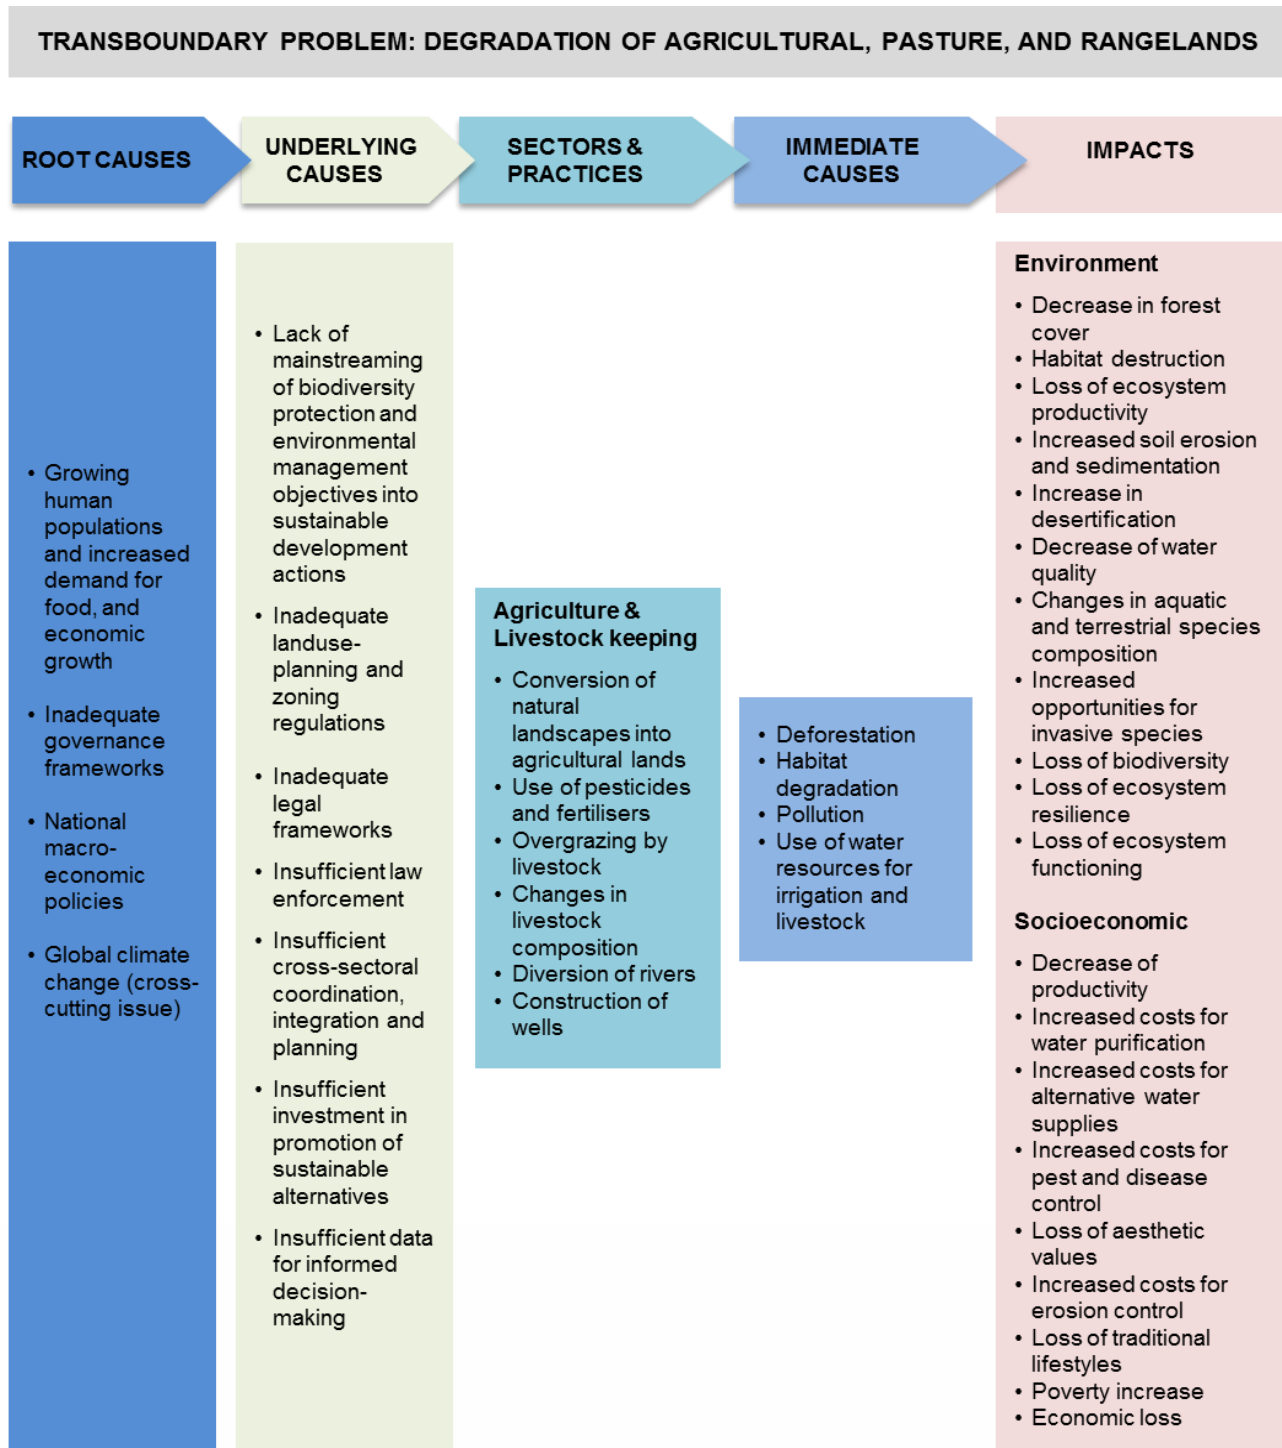 TRANSBOUNDARY PROBLEM: DEGRADATION OF AGRICULTURAL, PASTURE, AND RANGELANDS
ROOT CAUSES
UNDERLYING
CAUSES
SECTORS &
PRACTICES
IMMEDIATE
CAUSES
IMPACTS
• Growing
human
populations
and increased
demand for
food, and
economic
growth
• Inadequate
governance
frameworks
• National
macro-
economic
policies
• Global climate
change (cross-
cutting issue)
• Lack of
mainstreaming
of biodiversity
protection and
environmental
management
objectives into
sustainable
development
actions
• Inadequate
landuse-
planning and
zoning
regulations
• Inadequate
legal
frameworks
• Insufficient law
enforcement
• Insufficient
cross-sectoral
coordination,
integration and
planning
• Insufficient
investment in
promotion of
sustainable
alternatives
• Insufficient data
for informed
decision-
making
Agriculture &
Livestock keeping
• Conversion of
natural
landscapes into
agricultural lands
• Use of pesticides
and fertilisers
• Overgrazing by
livestock
• Changes in
livestock
composition
• Diversion of rivers
• Construction of
wells
• Deforestation
• Habitat
degradation
• Pollution
• Use of water
resources for
irrigation and
livestock
Environment
• Decrease in forest
cover
• Habitat destruction
• Loss of ecosystem
productivity
• Increased soil erosion
and sedimentation
• Increase in
desertification
• Decrease of water
quality
• Changes in aquatic
and terrestrial species
composition
• Increased
opportunities for
invasive species
• Loss of biodiversity
• Loss of ecosystem
resilience
• Loss of ecosystem
functioning
Socioeconomic
• Decrease of
productivity
• Increased costs for
water purification
• Increased costs for
alternative water
supplies
• Increased costs for
pest and disease
control
• Loss of aesthetic
values
• Increased costs for
erosion control
• Loss of traditional
lifestyles
• Poverty increase
• Economic loss